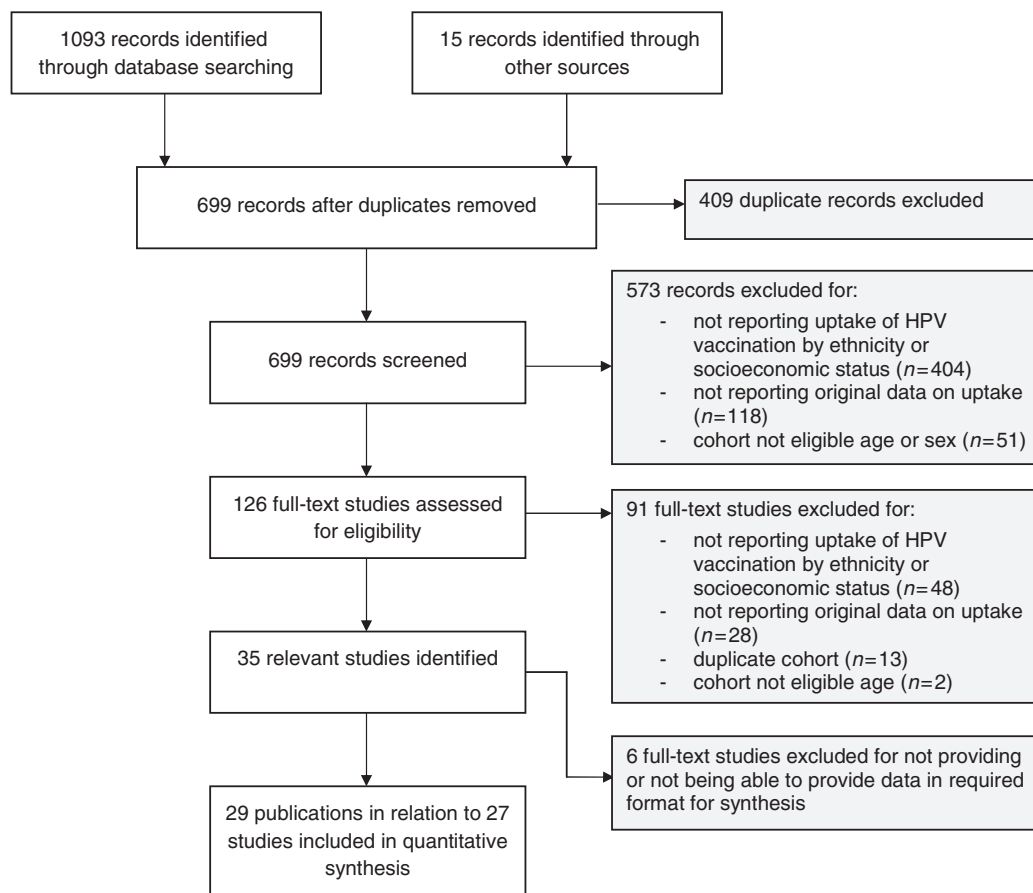 1093 records identified
through database searching
15 records identified through
other sources
699 records after duplicates removed
409 duplicate records excluded
699 records screened
573 records excluded for:
- not reporting uptake of HPV
vaccination by ethnicity or
socioeconomic status (n=404)
- not reporting original data on uptake
(n=118)
- cohort not eligible age or sex (n=51)
126 full-text studies assessed
for eligibility
91 full-text studies excluded for:
- not reporting uptake of HPV
vaccination by ethnicity or
socioeconomic status (n=48)
- not reporting original data on uptake
(n=28)
- duplicate cohort (n=13)
- cohort not eligible age (n=2)
35 relevant studies identified
6 full-text studies excluded for not providing
or not being able to provide data in required
format for synthesis
29 publications in relation to 27
studies included in quantitative
synthesis